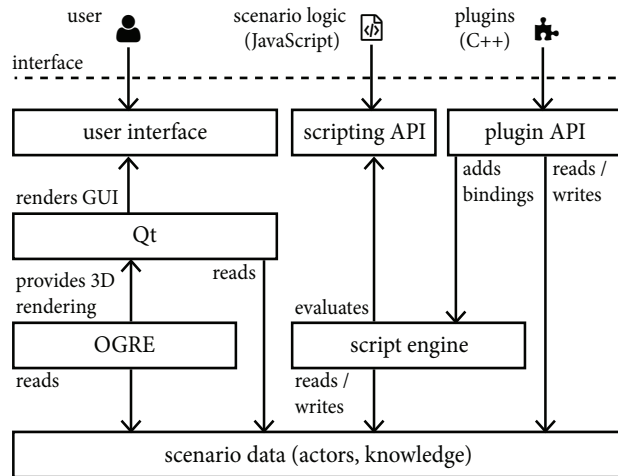 user
scenario logic
(JavaScript)
plugins
(C++)
interface
user interface
scripting API
plugin API
renders GUI
adds
bindings
reads /
writes
Qt
provides 3D
rendering
reads
evaluates
OGRE
script engine
reads
reads /
writes
scenario data (actors, knowledge)